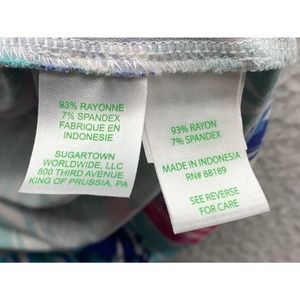 93% RAYONNE
7% SPANDEX
FABRIQUE EN
INDONESIE
SUGARTOWN
WORLDWIDE, LLC
800 THIRD AVENUE
KING OF PRUSSIA, PA
93% RAYON
7% SPANDEX
MADE IN INDONESIA
RN# 88189
SEE REVERSE
FOR CARE